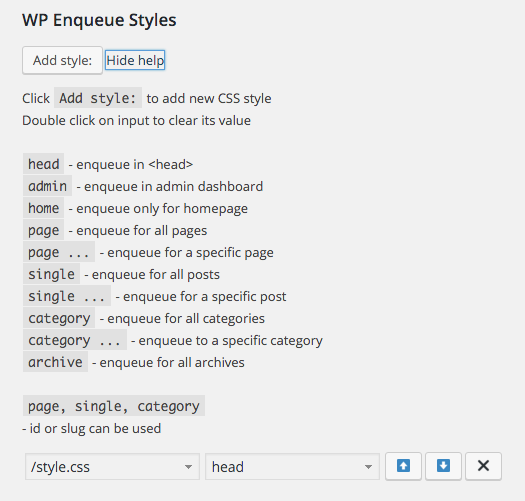 WP Enqueue Styles
Add style: Hide help
Click Add style: to add new CSS style
Double click on input to clear its value
head - enqueue in <head>
admin - enqueue in admin dashboard
home - enqueue only for homepage
page - enqueue for all pages
page ... - enqueue for a specific page
single - enqueue for all posts
single ... - enqueue for a specific post
category - enqueue for all categories
category ... - enqueue to a specific category
archive - enqueue for all archives
page, single, category
- id or slug can be used
/style.css head